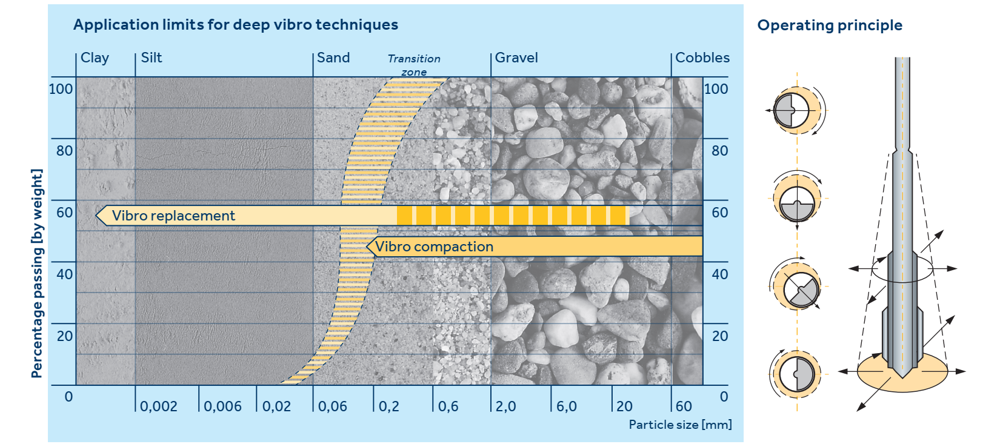 Application limits for deep vibro techniques
Operating principle
Clay
Silt
Sand
Transition
zone
Gravel
Cobbles
Percentage passing [by weight]
100
100
80
80
60
60
Vibro replacement
Vibro compaction
40
40
20
20
0
0
0,002
0,006
0,02
0,06
0,2
0,6
2,0
6,0
20
60
Particle size [mm]